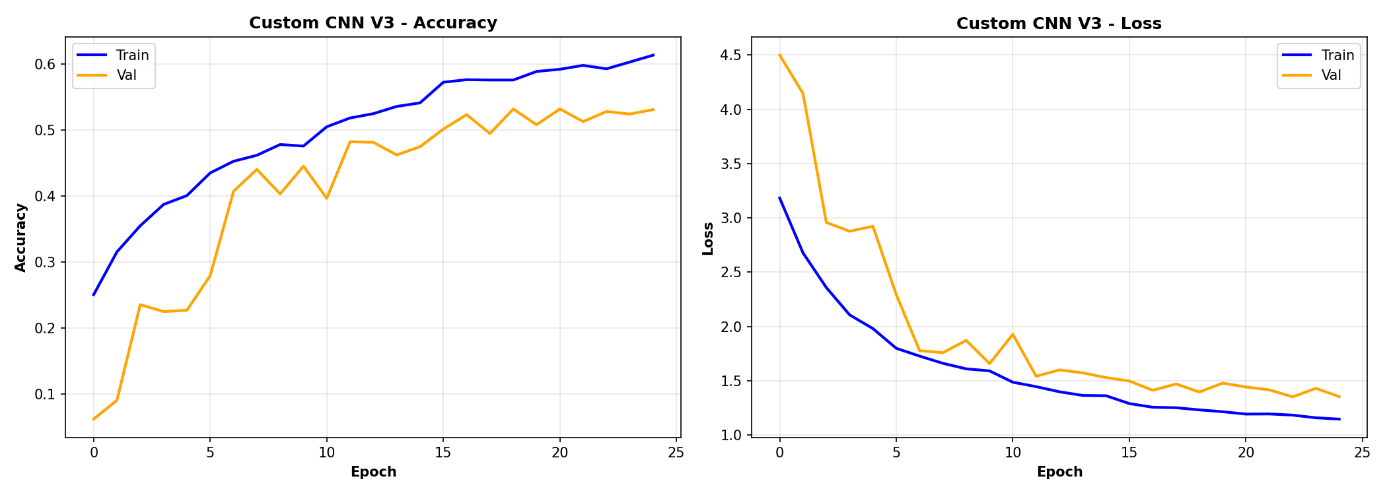 Custom CNN V3 - Accuracy
Train
Val
0.6
0.5
0.4
0.3
0.2
0.1
Accuracy
0 5 10 15 20 25
Epoch
Custom CNN V3 - Loss
Train
Val
4.5
4.0
3.5
3.0
2.5
2.0
1.5
1.0
Loss
0 5 10 15 20 25
Epoch